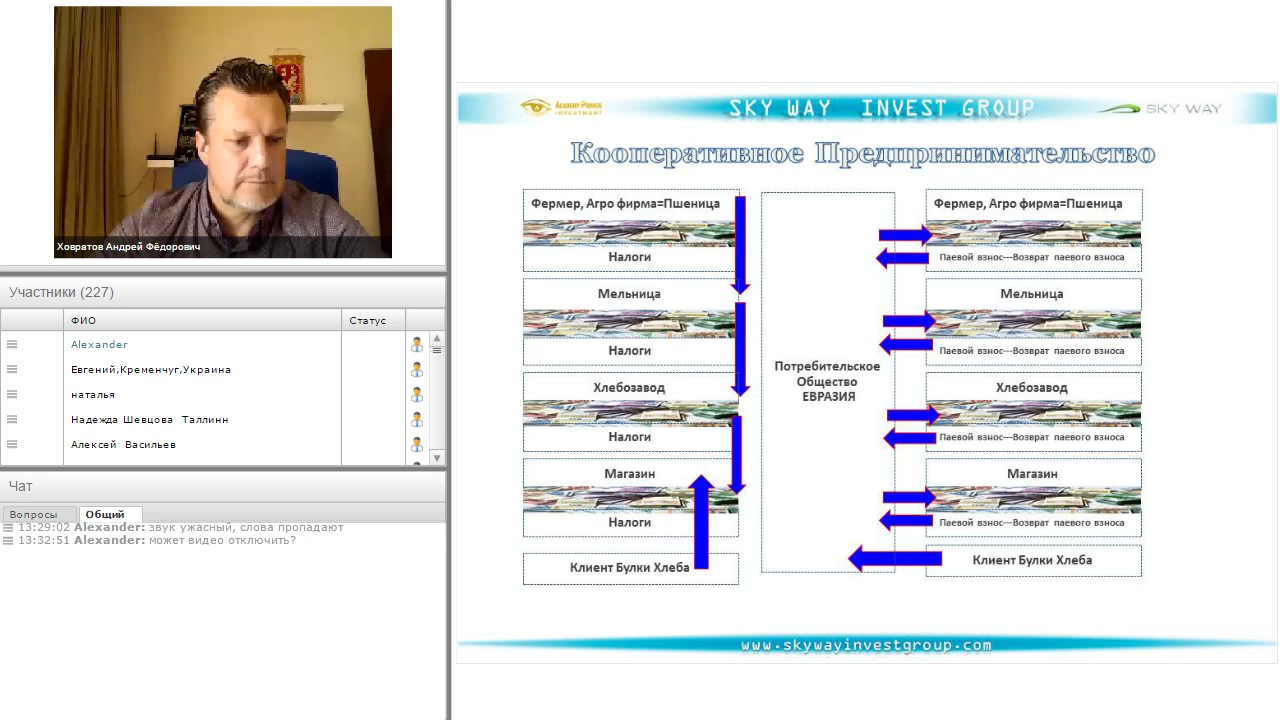 Ховратов Андрей Фёдорович
Участники (227)
ФИО
Статус
Alexander
Евгений,Кременчуг,Украина
наталья
Надежда Шевцова Таллинн
Алексей Васильев
Чат
Вопросы
Общий
13:29:02 Alexander: звук ужасный, слова пропадают
13:32:51 Alexander: может видео отключить?
ACADEMY PRIVATE
INVESTMENT
SKY WAY INVEST GROUP
SKY WAY
Кооперативное Предпринимательство
Фермер, Агро фирма=Пшеница
Налоги
Мельница
Налоги
Хлебозавод
Налоги
Магазин
Налоги
Клиент Булки Хлеба
Потребительское
Общество
ЕВРАЗИЯ
Фермер, Агро фирма=Пшеница
Паевой взнос---Возврат паевого взноса
Мельница
Паевой взнос---Возврат паевого взноса
Хлебозавод
Паевой взнос---Возврат паевого взноса
Магазин
Паевой взнос---Возврат паевого взноса
Клиент Булки Хлеба
www.skywayinvestgroup.com